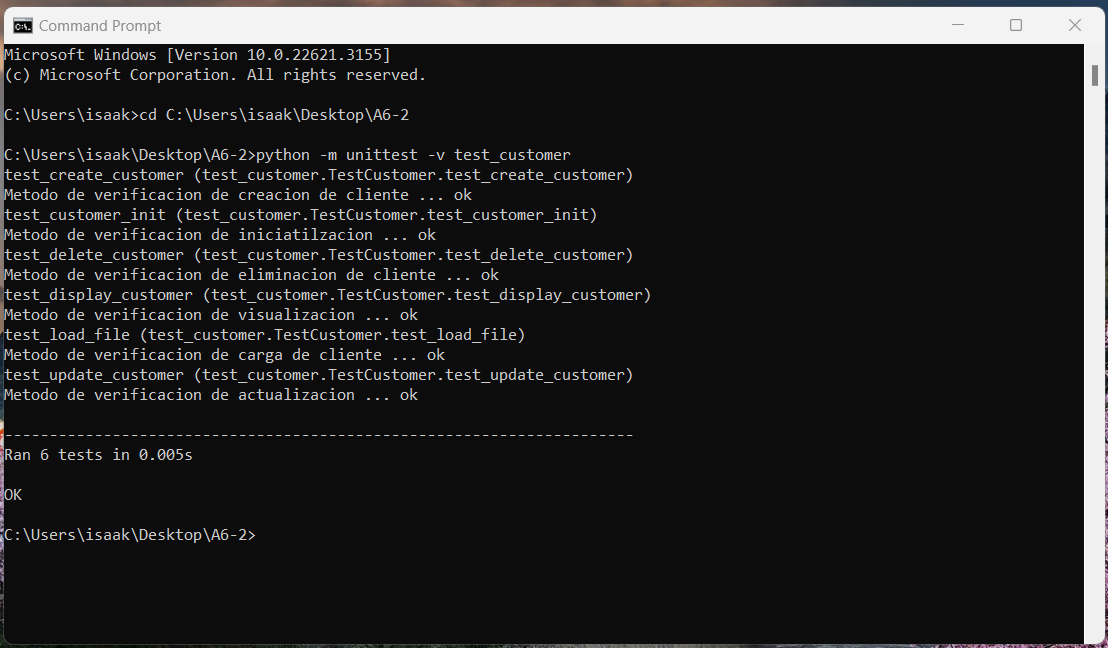 Command Prompt
Microsoft Windows [Version 10.0.22621.3155]
(c) Microsoft Corporation. All rights reserved.
C:\Users\isaak>cd C:\Users\isaak\Desktop\A6-2
C:\Users\isaak\Desktop\A6-2>python -m unittest -v test_customer
test_create_customer (test_customer.TestCustomer.test_create_customer)
Metodo de verificacion de creacion de cliente ... ok
test_customer_init (test_customer.TestCustomer.test_customer_init)
Metodo de verificacion de iniciatilzacion ... ok
test_delete_customer (test_customer.TestCustomer.test_delete_customer)
Metodo de verificacion de eliminacion de cliente ... ok
test_display_customer (test_customer.TestCustomer.test_display_customer)
Metodo de verificacion de visualizacion ... ok
test_load_file (test_customer.TestCustomer.test_load_file)
Metodo de verificacion de carga de cliente ... ok
test_update_customer (test_customer.TestCustomer.test_update_customer)
Metodo de verificacion de actualizacion ... ok
----------------------------------------------------------------------
Ran 6 tests in 0.005s
OK
C:\Users\isaak\Desktop\A6-2>